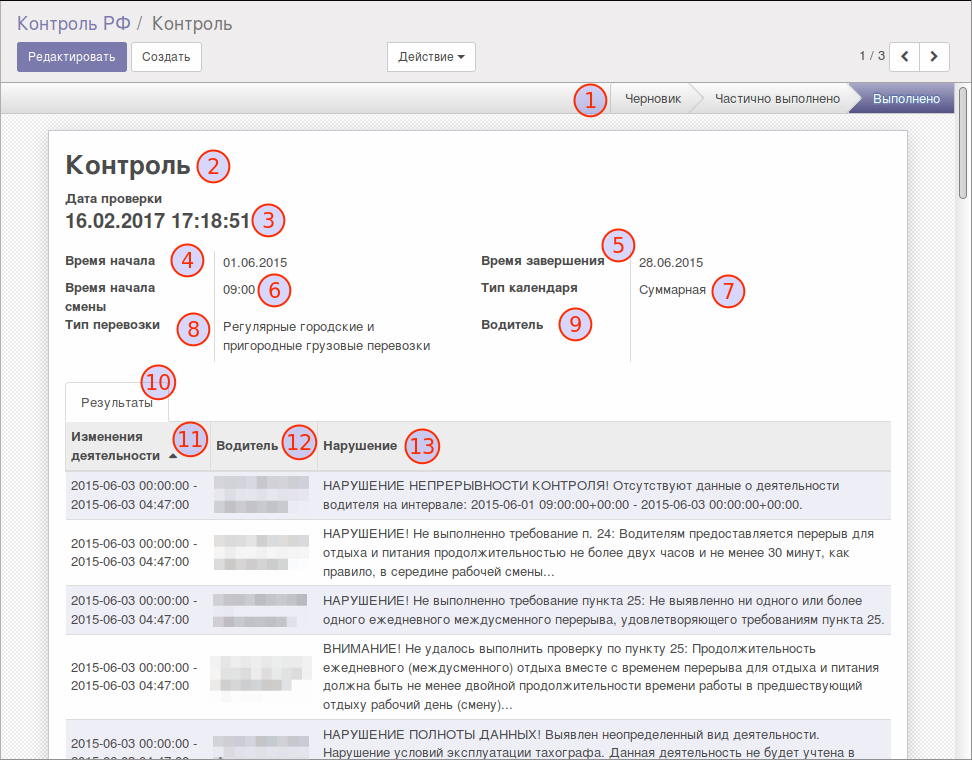 Контроль РФ / Контроль
Редактировать Создать Действие 1 / 3
1 Черновик Частично выполнено Выполнено
Контроль 2
Дата проверки
16.02.2017 17:18:51 3
Время начала 4 01.06.2015
Время завершения 5 28.06.2015
Время начала
смены
09:00 6
Тип календаря Суммарная 7
Тип перевозки 8 Регулярные городские и
пригородные грузовые перевозки
Водитель 9
10
Результаты
Изменения
деятельности
11 Водитель 12 Нарушение 13
2015-06-03 00:00:00 -
2015-06-03 04:47:00
НАРУШЕНИЕ НЕПРЕРЫВНОСТИ КОНТРОЛЯ! Отсутствуют данные о деятельности
водителя на интервале: 2015-06-01 09:00:00+00:00 - 2015-06-03 00:00:00+00:00.
2015-06-03 00:00:00 -
2015-06-03 04:47:00
НАРУШЕНИЕ! Не выполненно требование п. 24: Водителям предоставляется перерыв для
отдыха и питания продолжительностью не более двух часов и не менее 30 минут, как
правило, в середине рабочей смены...
2015-06-03 00:00:00 -
2015-06-03 04:47:00
НАРУШЕНИЕ! Не выполненно требование пункта 25: Не выявленно ни одного или более
одного ежедневного междусменного перерыва, удовлетворяющего требованиям пункта 25.
2015-06-03 00:00:00 -
2015-06-03 04:47:00
ВНИМАНИЕ! Не удалось выполнить проверку по пункту 25: Продолжительность
ежедневного (междусменного) отдыха вместе с временем перерыва для отдыха и питания
должна быть не менее двойной продолжительности времени работы в предшествующий
отдыху рабочий день (смену)...
2015-06-03 00:00:00 -
2015-06-03 04:47:00
НАРУШЕНИЕ ПОЛНОТЫ ДАННЫХ! Выявлен неопределенный вид деятельности.
Нарушение условий эксплуатации тахографа. Данная деятельность не будет учтена в